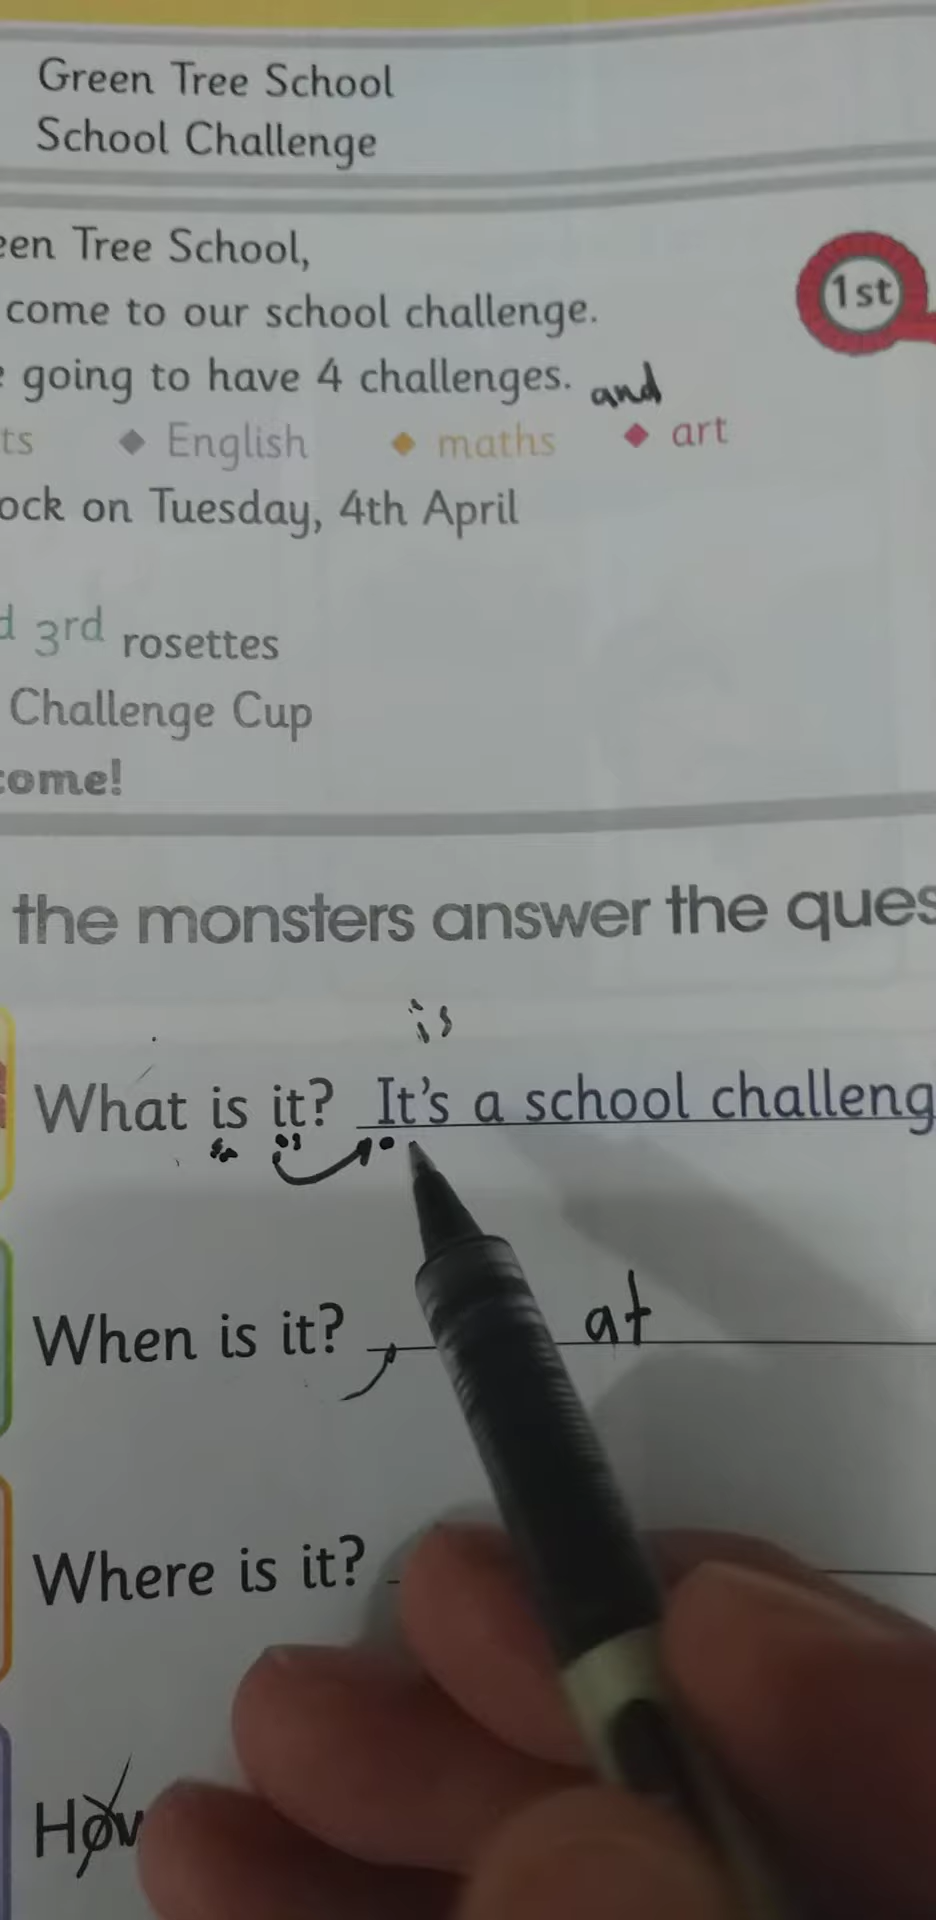 Green Tree School
School Challenge
een Tree School,
come to our school challenge.
1st
e going to have 4 challenges. and
ts ◆ English ◆ maths ◆ art
ock on Tuesday, 4th April
d 3rd rosettes
Challenge Cup
come!
the monsters answer the ques
is
What is it? It's a school challeng
When is it? at
Where is it?
How